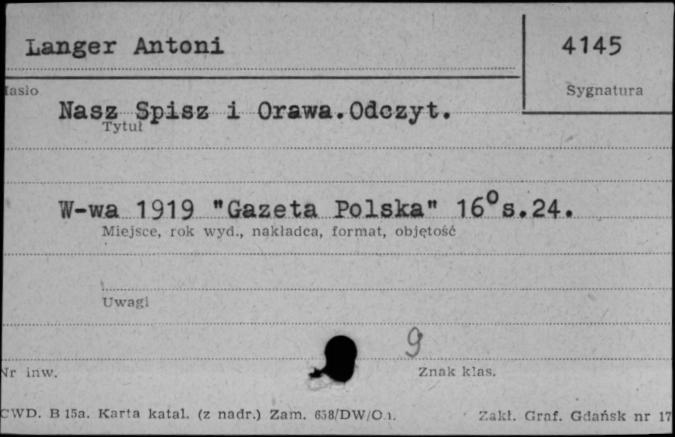 Langer Antoni 4145
Hasło Sygnatura
Nasz Spisz i Orawa.Odczyt.
Tytuł
W-wa 1919 "Gazeta Polska" 16° s.24.
Miejsce, rok wyd., nakładca, format, objętość
Uwagi
9
Nr inw. Znak klas.
CWD. B 15a. Karta katal. (z nadr.) Zam. 638/DW/O.1. Zakł. Graf. Gdańsk nr 17